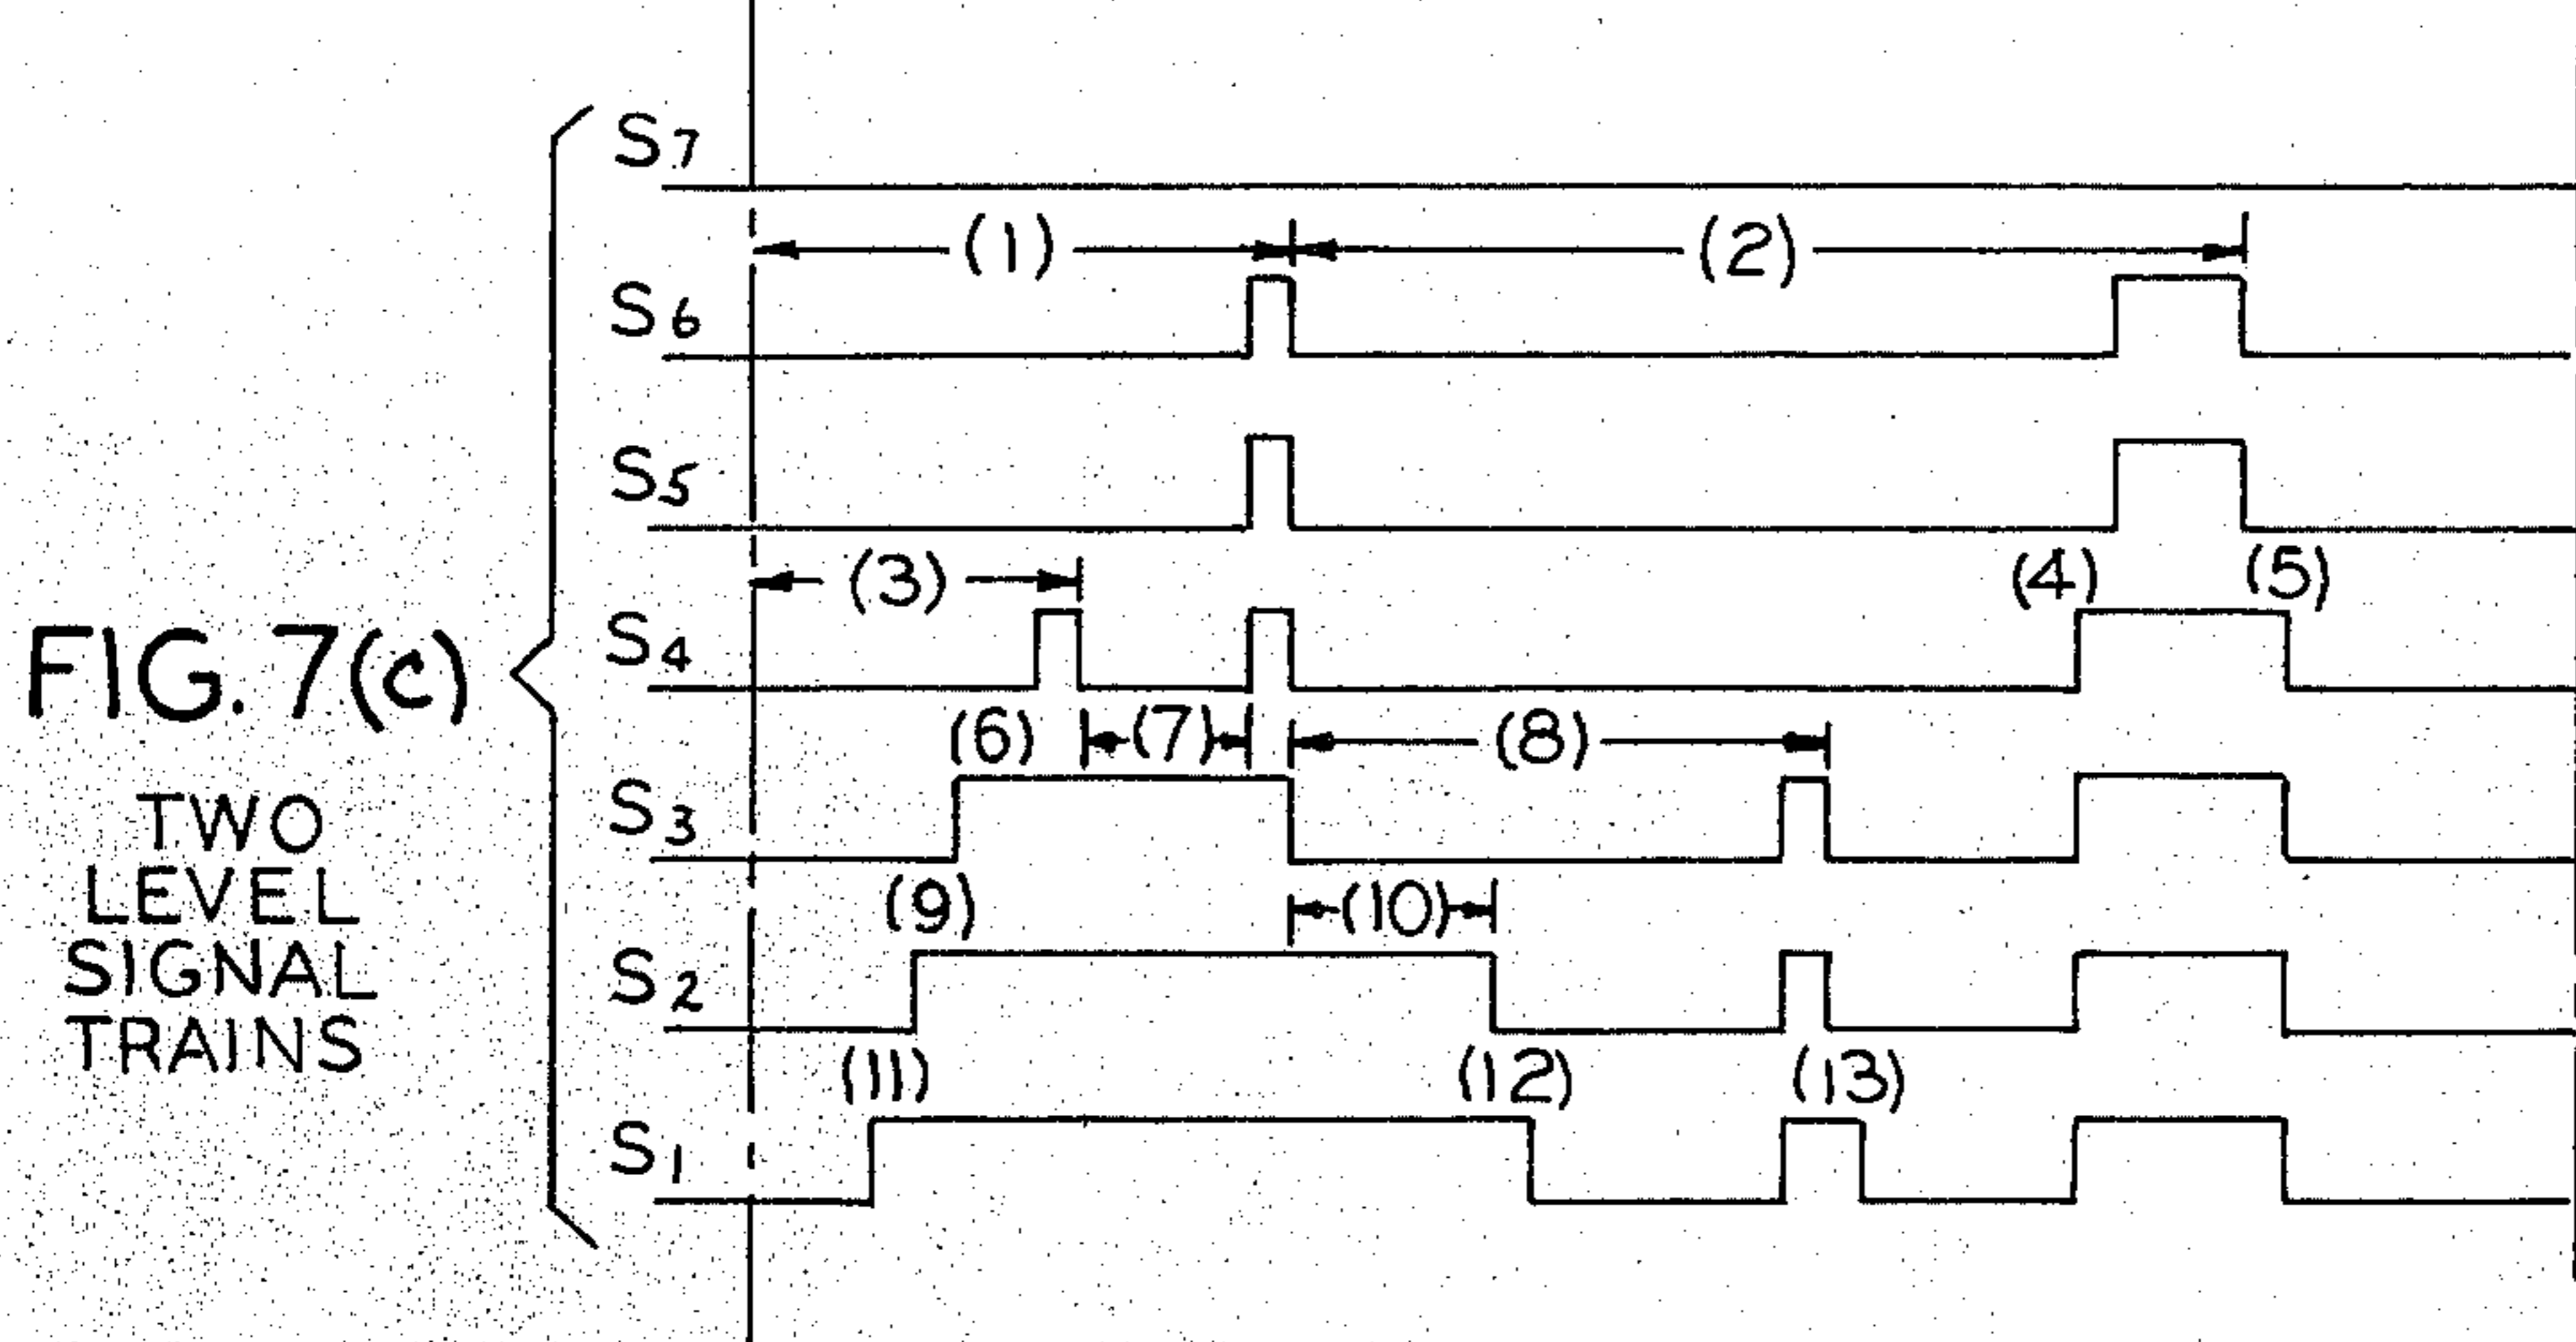 S7
(1) (2)
S6
S5
(3) (4) (5)
S4
FIG. 7(c)
(6) (7) (8)
TWO
LEVEL
SIGNAL
TRAINS
S3
(9) (10)
S2
(11) (12) (13)
S1